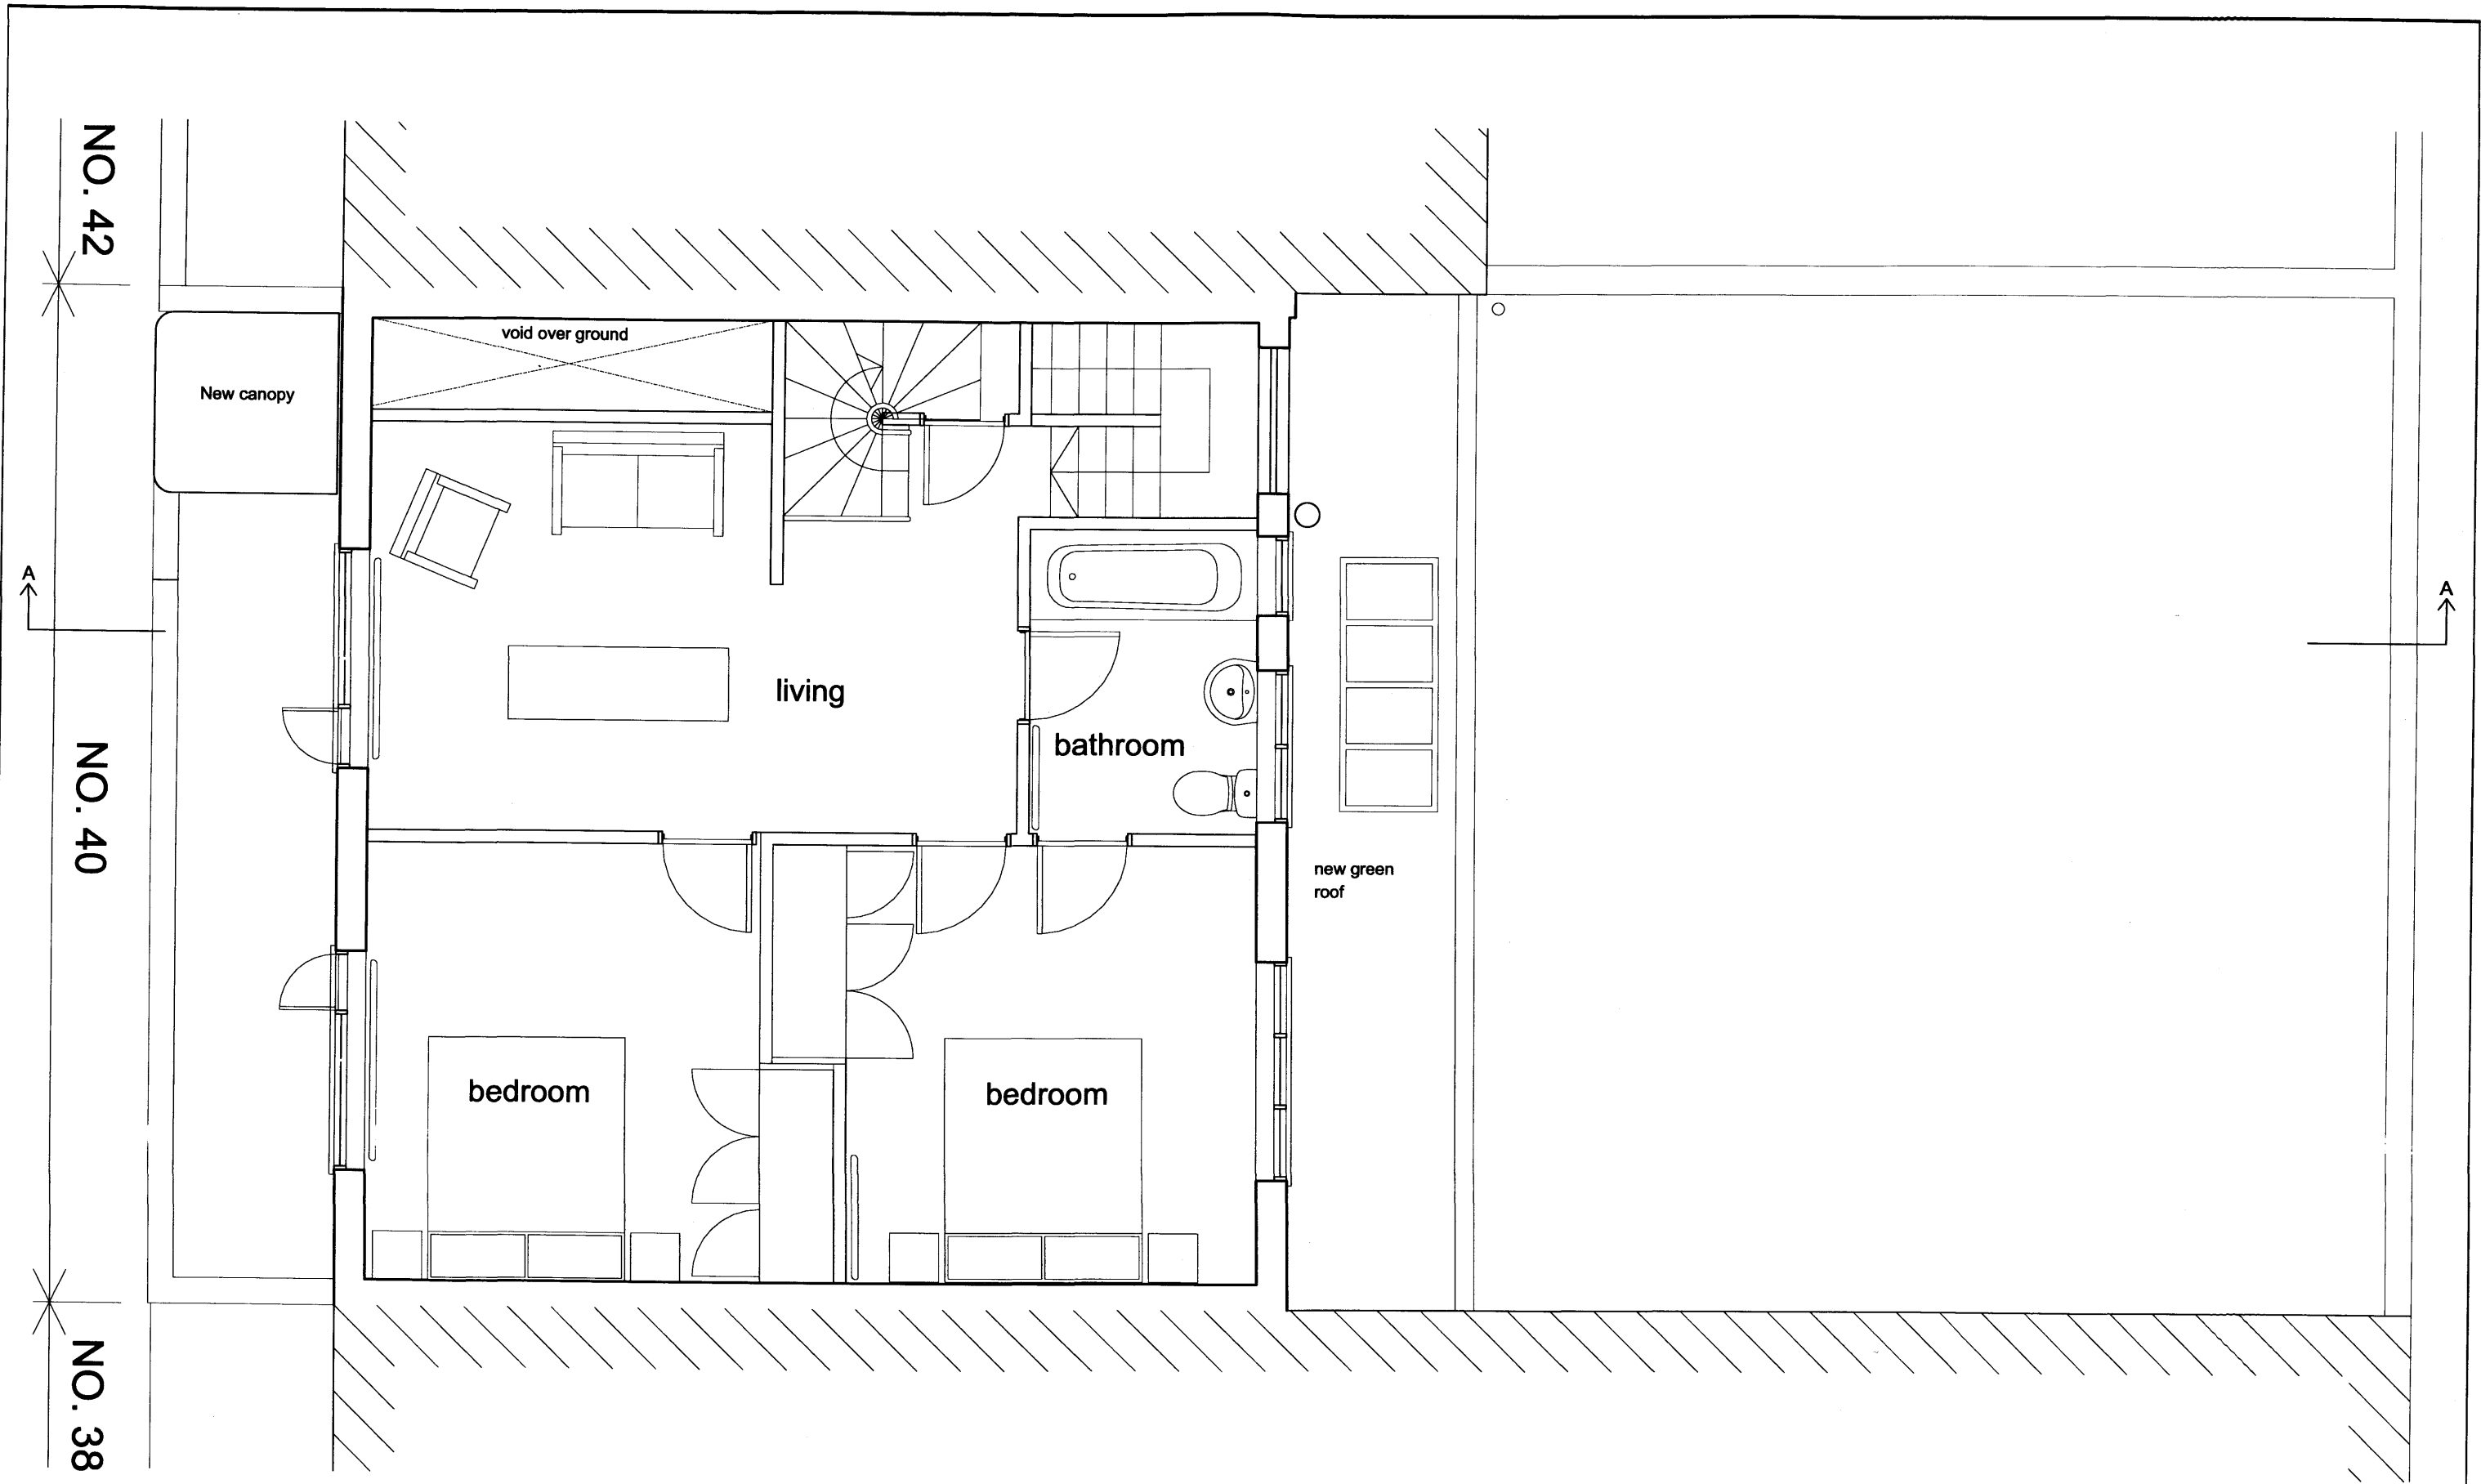 NO. 42
void over ground
New canopy
A
A
living
bathroom
NO. 40
new green
roof
bedroom
bedroom
NO. 38